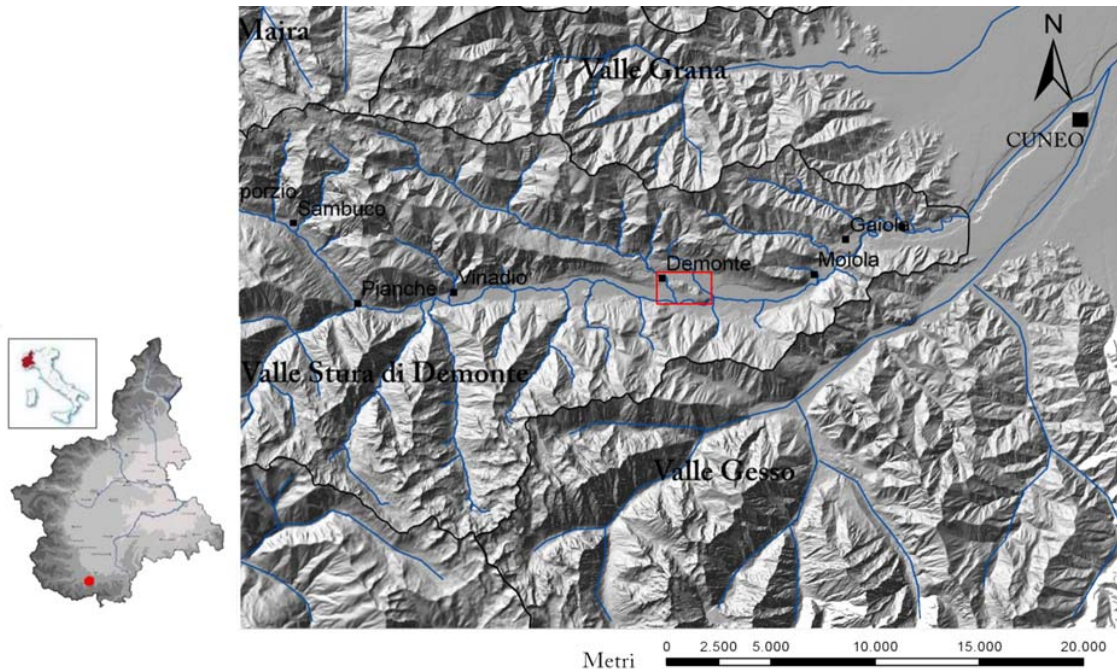 Maira
Valle Grana
N
CUNEO
porzio
Sambuco
Gaiola
Demonte
Moiola
Pianche
Vinadio
Valle Stura di Demonte
Valle Gesso
Metri
0 2.500 5.000 10.000 15.000 20.000